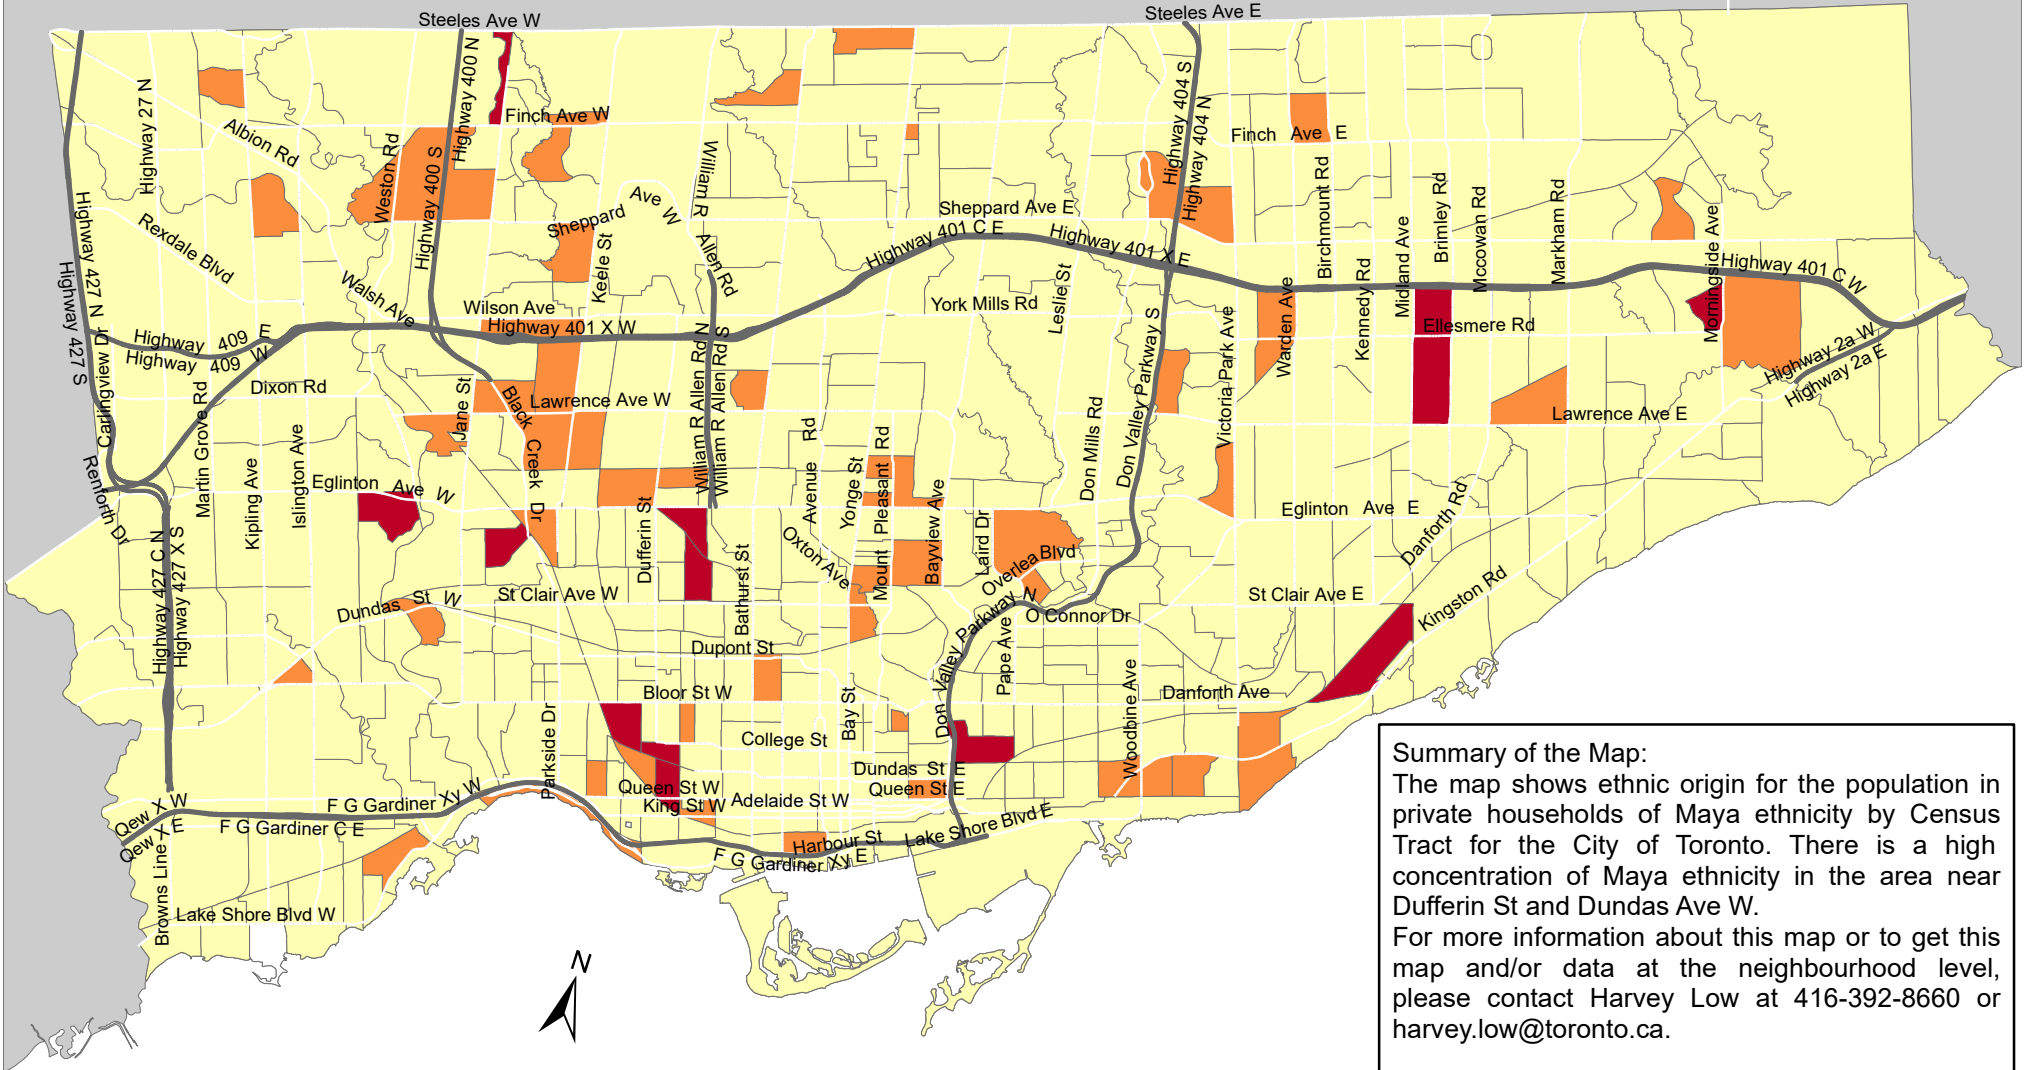 Steeles Ave W
Steeles Ave E
Highway 27 N
Albion Rd
Weston Rd
Highway 400 N
Highway 400 S
Finch Ave W
William R
Allen Rd
Highway 404 S
Highway 404 N
Finch Ave E
Highway 427 N
Highway 427 S
Rexdale Blvd
Walsh Ave
Sheppard Ave W
Keele St
Sheppard Ave E
Highway 401 C E
Highway 401 X E
Leslie St
Birchmount Rd
Kennedy Rd
Midland Ave
Brimley Rd
Mccowan Rd
Markham Rd
Morningside Ave
Highway 401 C W
Wilson Ave
Highway 401 X W
York Mills Rd
Highway 409 E
Highway 409 W
Carlingview Dr
Dixon Rd
Martin Grove Rd
Kipling Ave
Islington Ave
Jane St
Black Creek Dr
Lawrence Ave W
William R Allen Rd N
William R Allen Rd S
Avenue Rd
Yonge St
Mount Pleasant Rd
Bayview Ave
Laird Dr
Don Mills Rd
Don Valley Parkway S
Victoria Park Ave
Warden Ave
Ellesmere Rd
Lawrence Ave E
Highway 2a W
Highway 2a E
Renforth Dr
Eglinton Ave W
Eglinton Ave E
Danforth Rd
Kingston Rd
Highway 427 C N
Highway 427 X S
Dufferin St
Bathurst St
Oxton Ave
Overlea Blvd
Dundas St W
St Clair Ave W
St Clair Ave E
O Connor Dr
Don Valley Parkway N
Pape Ave
Dupont St
Bloor St W
Bay St
Woodbine Ave
Danforth Ave
Parkside Dr
College St
Dundas St E
Queen St W
Queen St E
King St W
Adelaide St W
Qew X W
Qew X E
F G Gardiner Xy W
F G Gardiner C E
Harbour St
Lake Shore Blvd E
F G Gardiner Xy E
Browns Line
Lake Shore Blvd W
N
Summary of the Map:
The map shows ethnic origin for the population in
private households of Maya ethnicity by Census
Tract for the City of Toronto. There is a high
concentration of Maya ethnicity in the area near
Dufferin St and Dundas Ave W.
For more information about this map or to get this
map and/or data at the neighbourhood level,
please contact Harvey Low at 416-392-8660 or
harvey.low@toronto.ca.